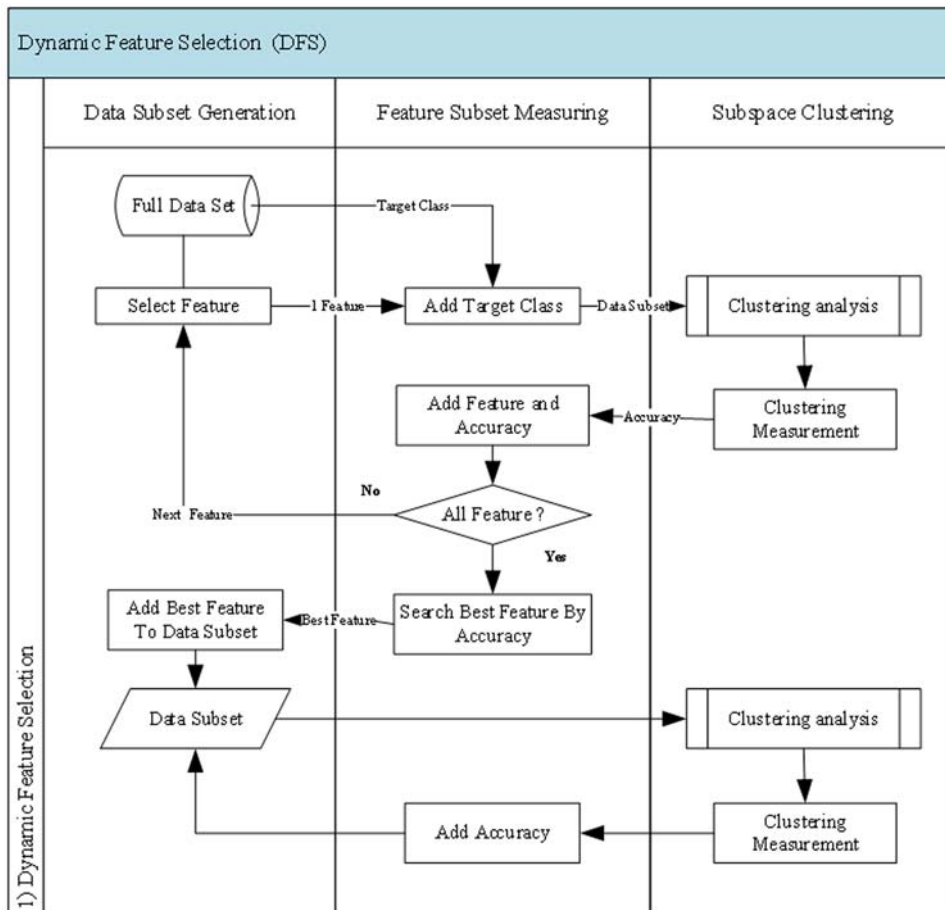 Dynamic Feature Selection (DFS)
Data Subset Generation
Feature Subset Measuring
Subspace Clustering
1) Dynamic Feature Selection
Full Data Set
Target Class
Select Feature
1 Feature
Add Target Class
Data Subset
Clustering analysis
Add Feature and
Accuracy
Accuracy
Clustering
Measurement
No
Next Feature
All Feature ?
Yes
Add Best Feature
To Data Subset
Best Feature
Search Best Feature By
Accuracy
Data Subset
Clustering analysis
Add Accuracy
Clustering
Measurement